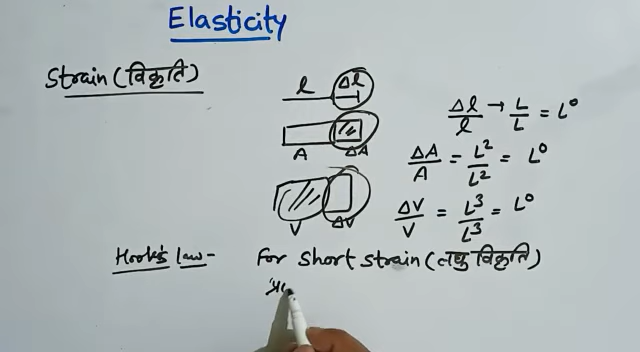 Elasticity
Strain (विकृति)
l Δl
A ΔA
V ΔV
Δl/l → L/L = L⁰
ΔA/A = L²/L² = L⁰
ΔV/V = L³/L³ = L⁰
Hook's law - For short strain (लघु विकृति)